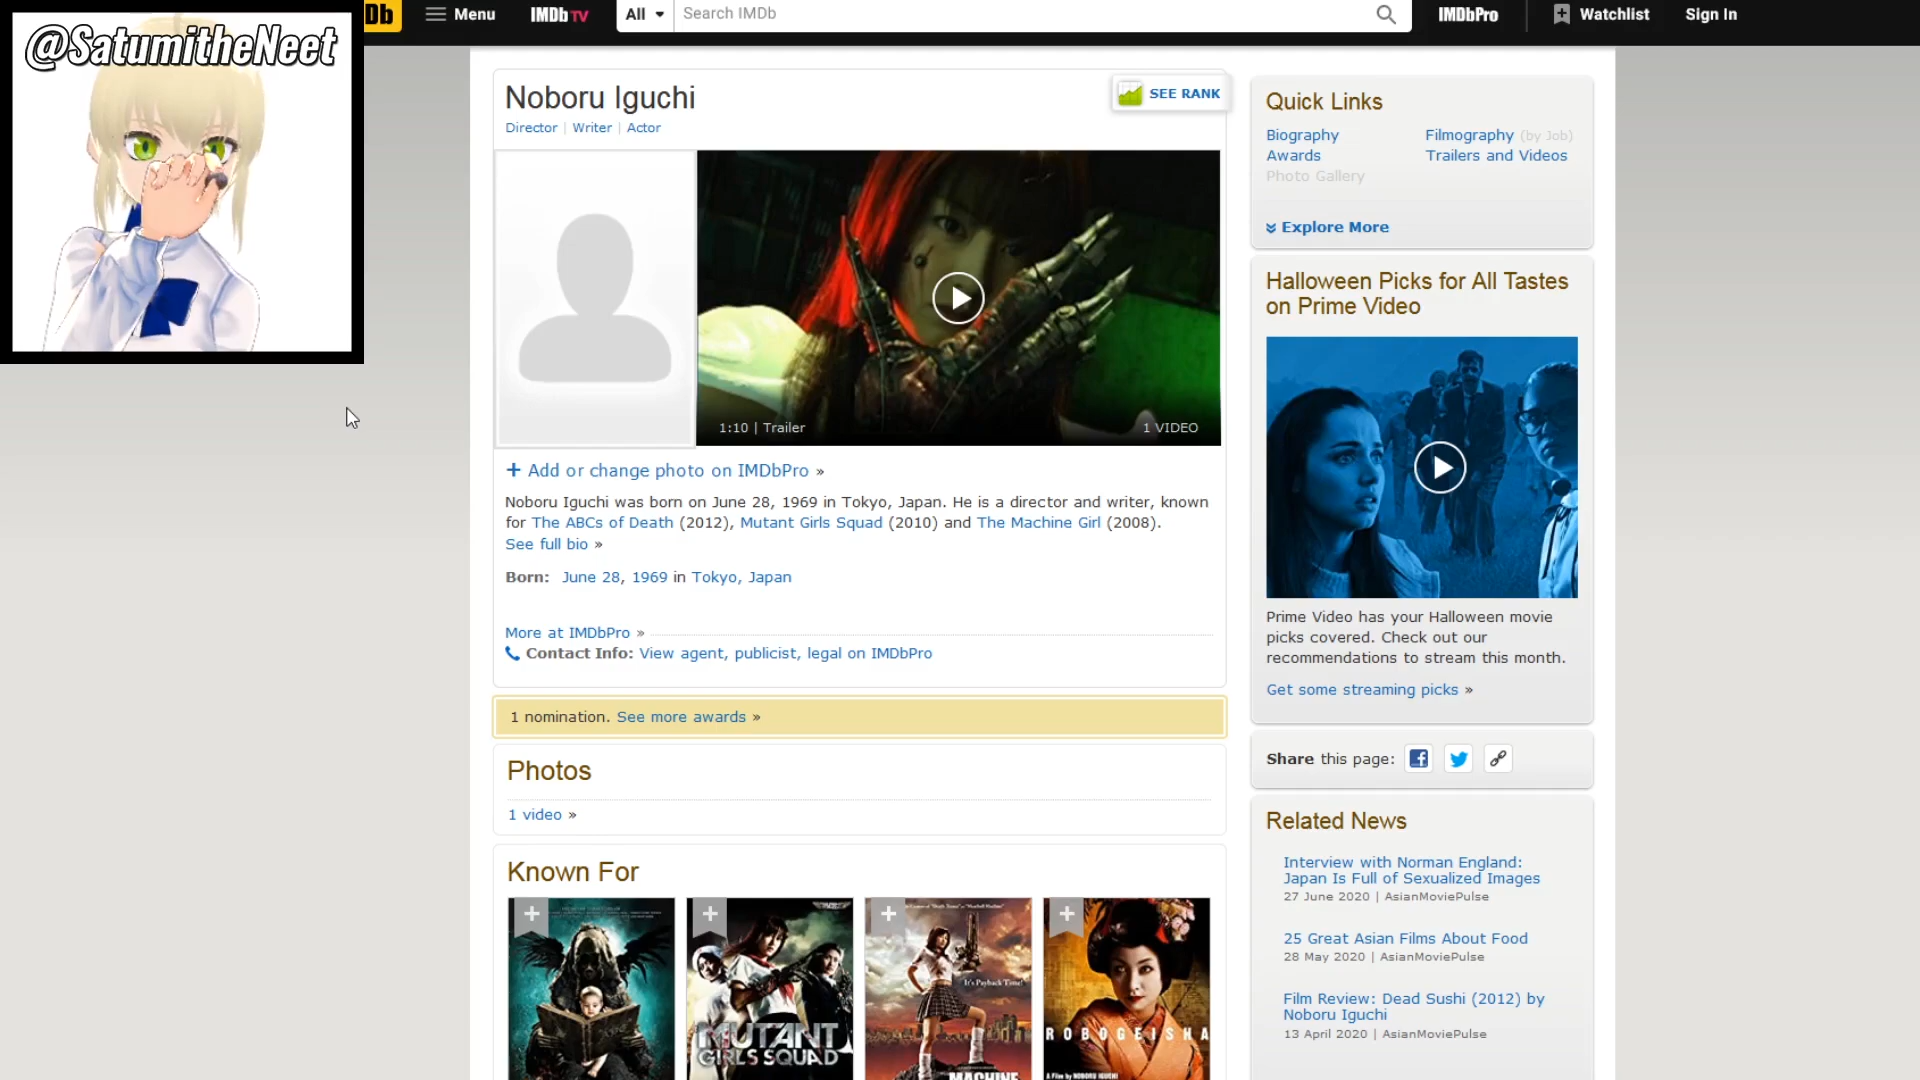 @SatumitheNeet
Db
Menu
IMDb TV
All
Search IMDb
IMDbPro
Watchlist
Sign In
Noboru Iguchi
SEE RANK
Director | Writer | Actor
1:10 | Trailer
1 VIDEO
+ Add or change photo on IMDbPro »
Noboru Iguchi was born on June 28, 1969 in Tokyo, Japan. He is a director and writer, known
for The ABCs of Death (2012), Mutant Girls Squad (2010) and The Machine Girl (2008).
See full bio »
Born: June 28, 1969 in Tokyo, Japan
More at IMDbPro »
Contact Info: View agent, publicist, legal on IMDbPro
1 nomination. See more awards »
Photos
1 video »
Known For
MUTANT
GIRLS SQUAD
It's Payback Time!
MACHINE
ROBOGEISHA
A Film by NOBORU IGUCHI
Quick Links
Biography
Filmography (by Job)
Awards
Trailers and Videos
Photo Gallery
Explore More
Halloween Picks for All Tastes
on Prime Video
Prime Video has your Halloween movie
picks covered. Check out our
recommendations to stream this month.
Get some streaming picks »
Share this page:
Related News
Interview with Norman England:
Japan Is Full of Sexualized Images
27 June 2020 | AsianMoviePulse
25 Great Asian Films About Food
28 May 2020 | AsianMoviePulse
Film Review: Dead Sushi (2012) by
Noboru Iguchi
13 April 2020 | AsianMoviePulse